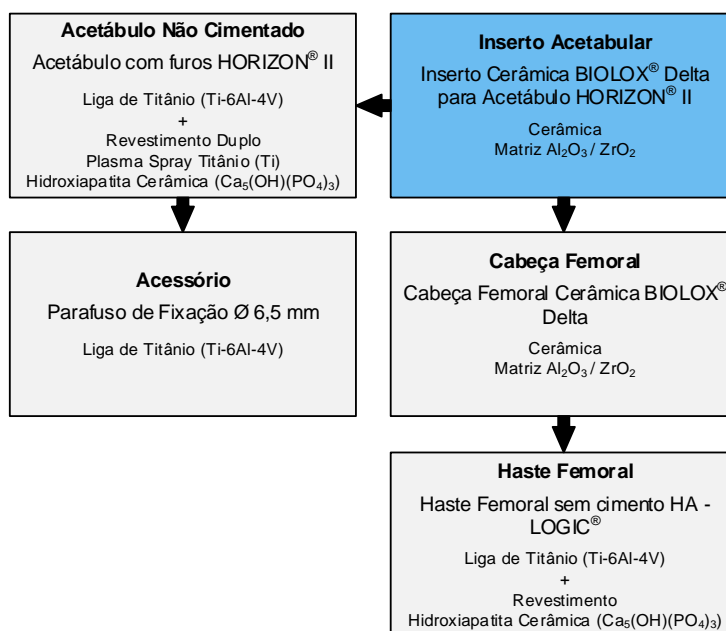 Acetábulo Não Cimentado
Acetábulo com furos HORIZON® II
Liga de Titânio (Ti-6Al-4V)
+
Revestimento Duplo
Plasma Spray Titânio (Ti)
Hidroxiapatita Cerâmica (Ca₅(OH)(PO₄)₃)
Inserto Acetabular
Inserto Cerâmica BIOLOX® Delta
para Acetábulo HORIZON® II
Cerâmica
Matriz Al₂O₃ / ZrO₂
Acessório
Parafuso de Fixação Ø 6,5 mm
Liga de Titânio (Ti-6Al-4V)
Cabeça Femoral
Cabeça Femoral Cerâmica BIOLOX®
Delta
Cerâmica
Matriz Al₂O₃ / ZrO₂
Haste Femoral
Haste Femoral sem cimento HA -
LOGIC®
Liga de Titânio (Ti-6Al-4V)
+
Revestimento
Hidroxiapatita Cerâmica (Ca₅(OH)(PO₄)₃)